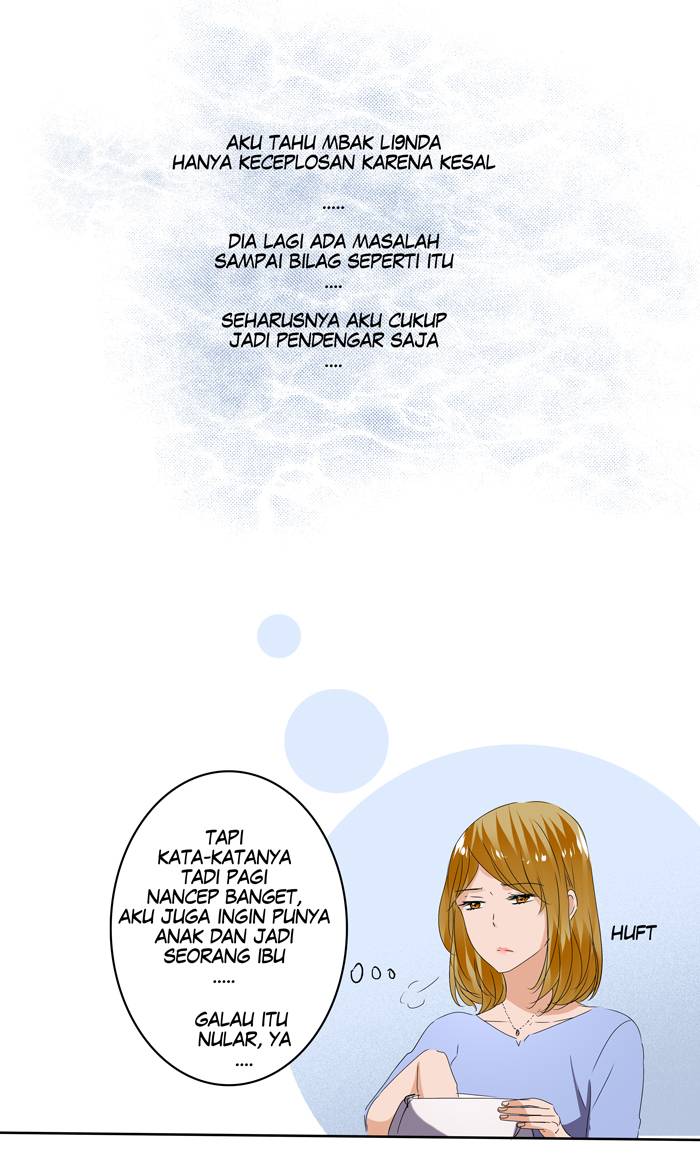 AKU TAHU MBAK LI9NDA
HANYA KECEPLOSAN KARENA KESAL
.....
DIA LAGI ADA MASALAH
SAMPAI BILAG SEPERTI ITU
....
SEHARUSNYA AKU CUKUP
JADI PENDENGAR SAJA
....
TAPI
KATA-KATANYA
TADI PAGI
NANCEP BANGET,
AKU JUGA INGIN PUNYA
ANAK DAN JADI
SEORANG IBU
.....
GALAU ITU
NULAR, YA
....
HUFT